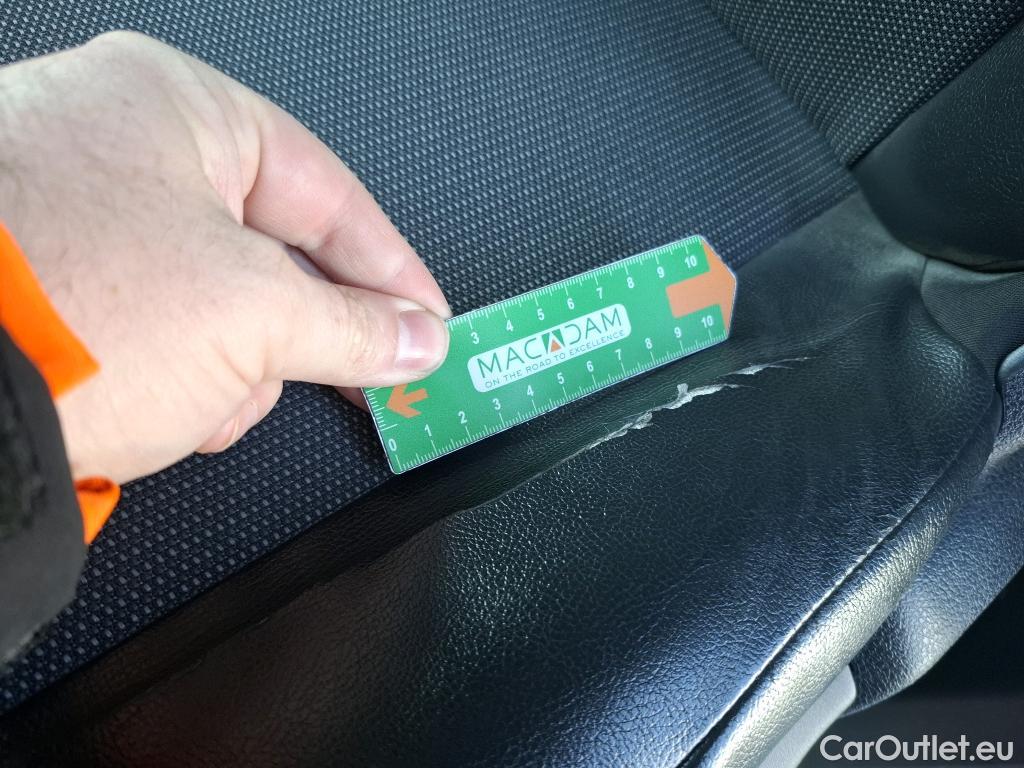 3 4 5 6 7 8 9 10
MACADAM
ON THE ROAD TO EXCELLENCE
0 1 2 3 4 5 6 7 8 9 10
CarOutlet.eu